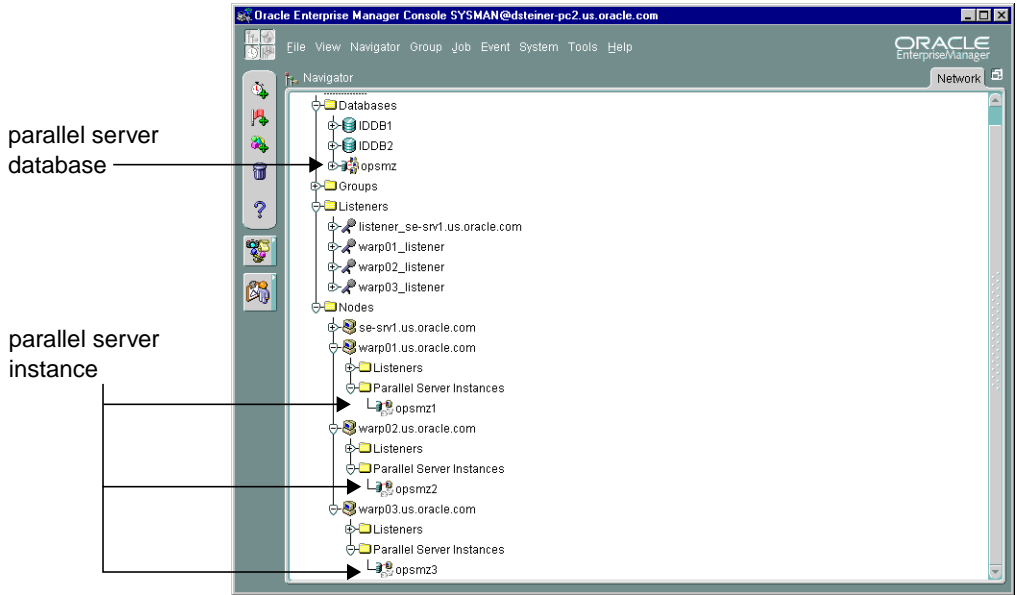 Oracle Enterprise Manager Console SYSMAN@dsteiner-pc2.us.oracle.com
File View Navigator Group Job Event System Tools Help
ORACLE
EnterpriseManager
Navigator
Network
Databases
IDDB1
IDDB2
parallel server
database
opsmz
Groups
Listeners
listener_se-srv1.us.oracle.com
warp01_listener
warp02_listener
warp03_listener
Nodes
se-srv1.us.oracle.com
parallel server
instance
warp01.us.oracle.com
Listeners
Parallel Server Instances
opsmz1
warp02.us.oracle.com
Listeners
Parallel Server Instances
opsmz2
warp03.us.oracle.com
Listeners
Parallel Server Instances
opsmz3